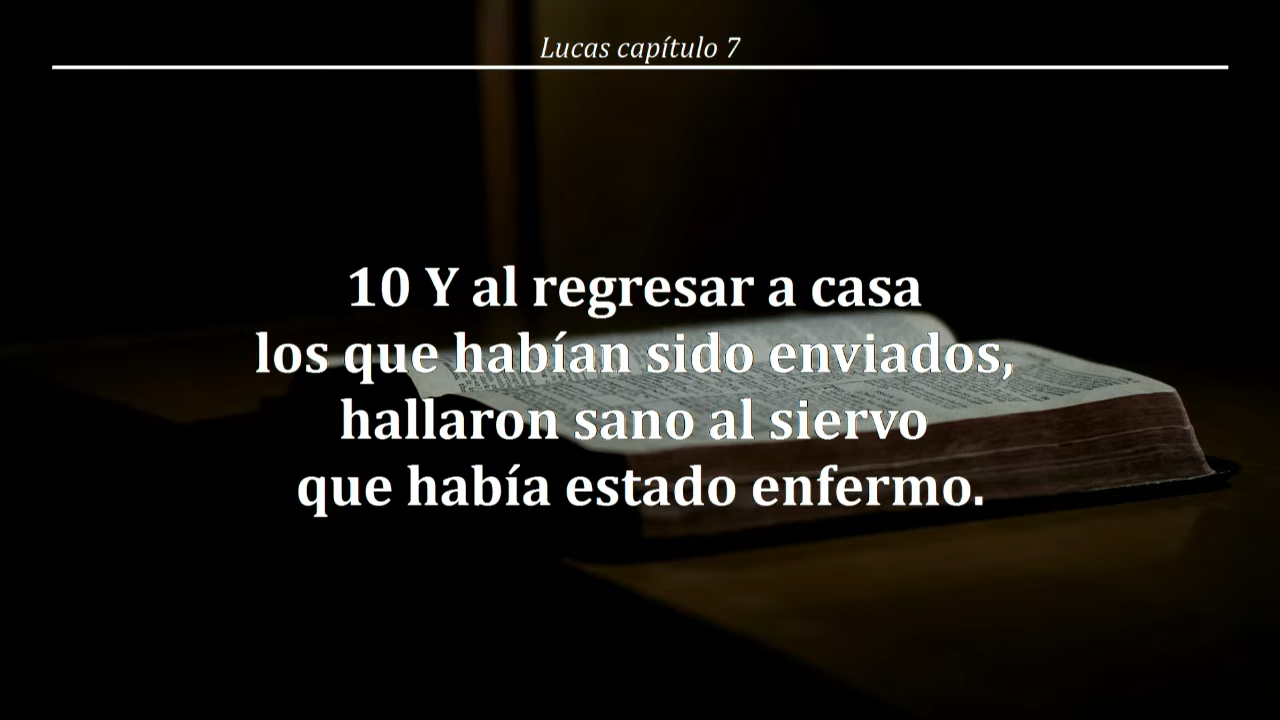 Lucas capítulo 7
10 Y al regresar a casa
los que habían sido enviados,
hallaron sano al siervo
que había estado enfermo.